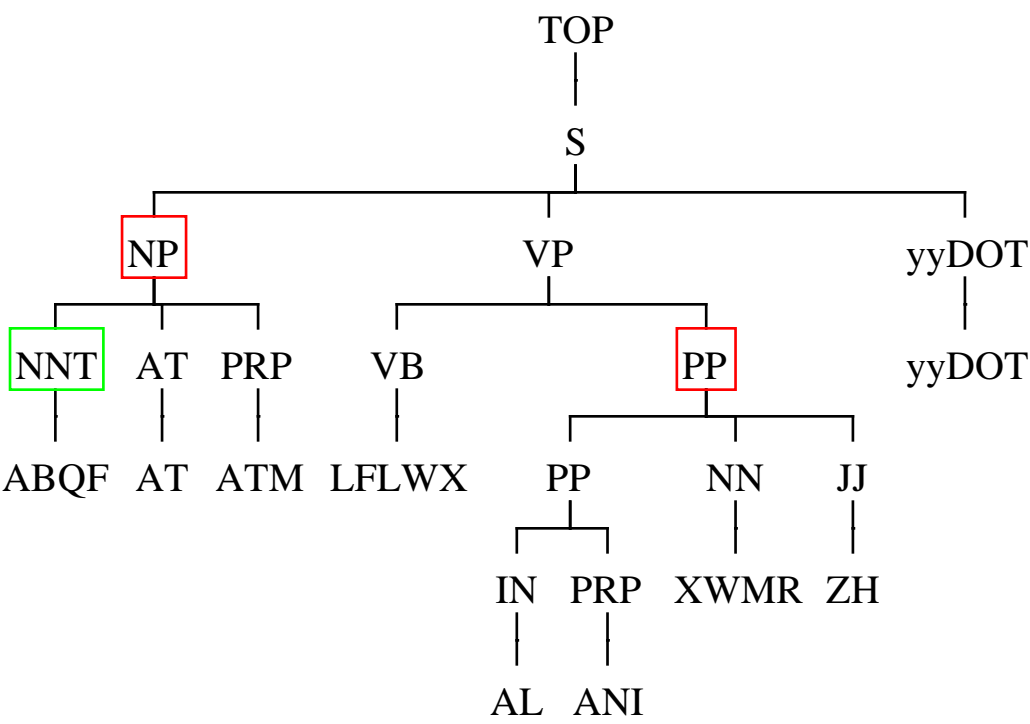 TOP
S
NP VP yyDOT
NNT AT PRP VB PP yyDOT
ABQF AT ATM LFLWX PP NN JJ
IN PRP XWMR ZH
AL ANI